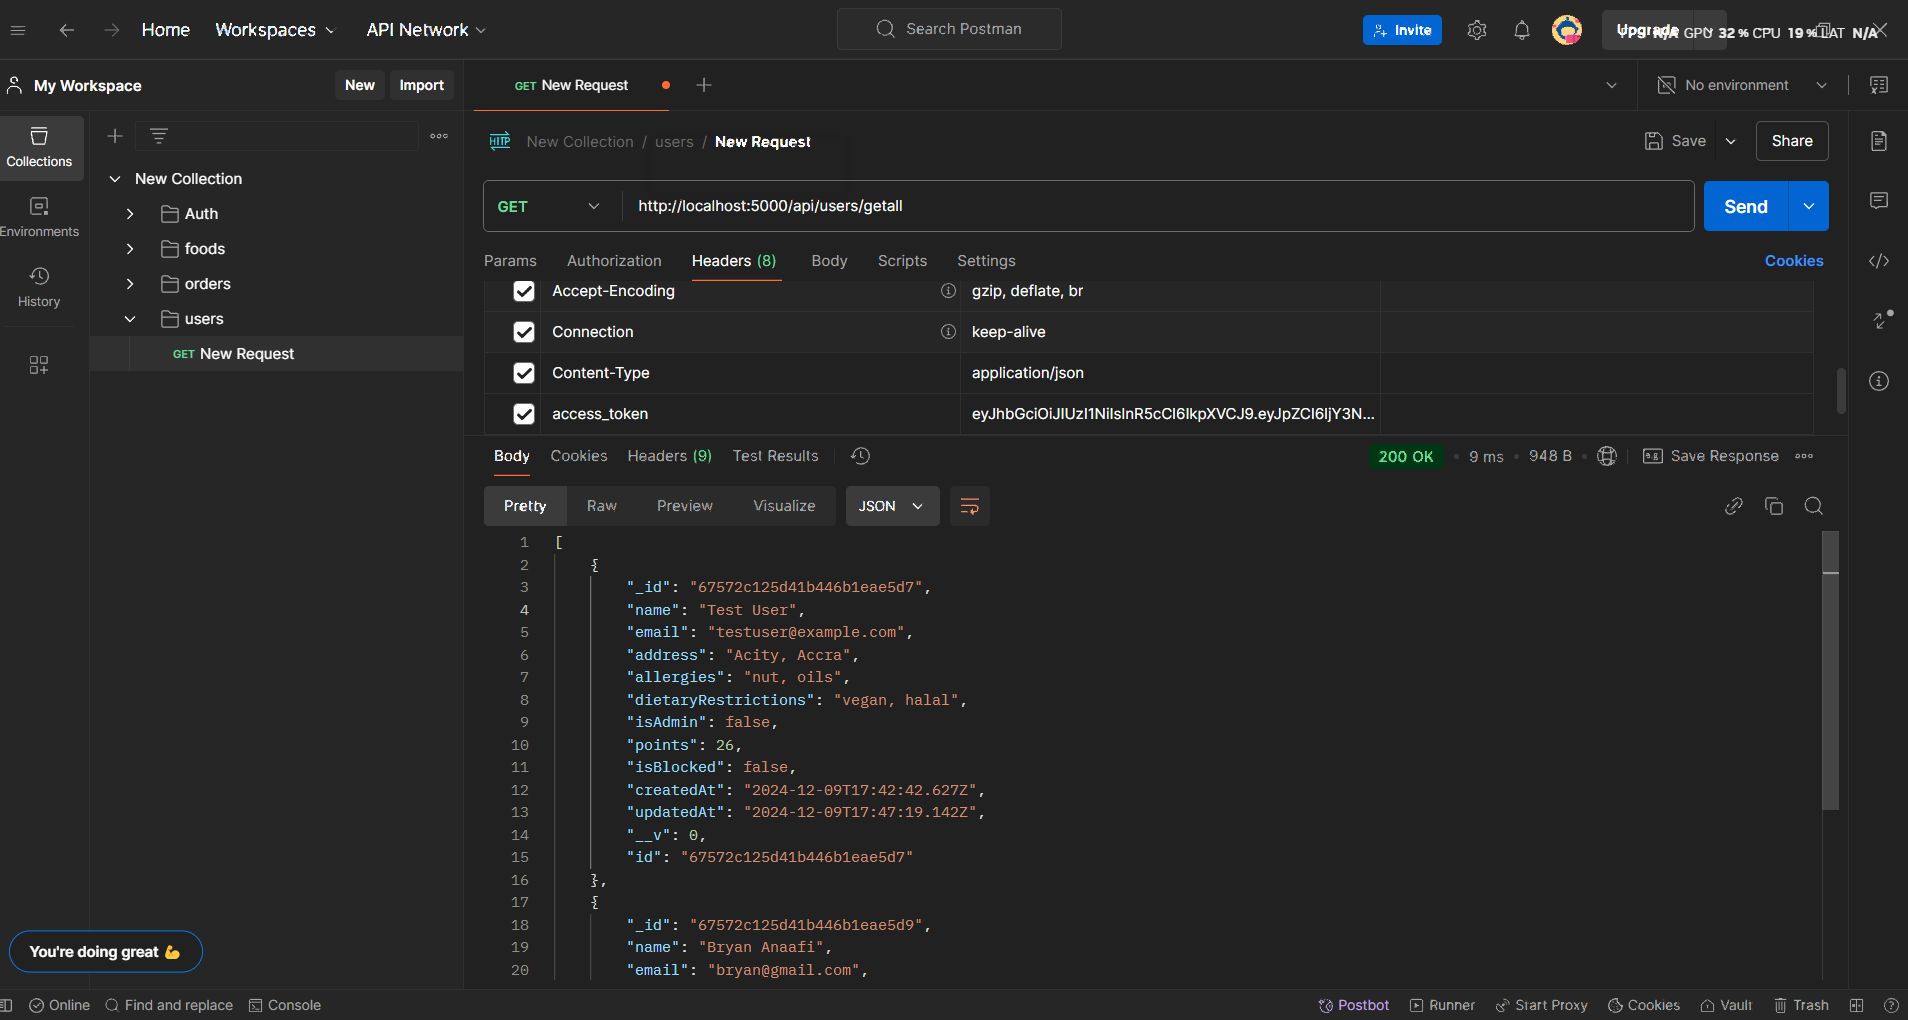 Home Workspaces API Network Search Postman Invite Upgrade N/A GPU 32 % CPU 19 % LAT N/A
My Workspace New Import GET New Request No environment
Collections
Environments
History
New Collection
Auth
foods
orders
users
GET New Request
HTTP New Collection / users / New Request Save Share
GET http://localhost:5000/api/users/getall Send
Params Authorization Headers (8) Body Scripts Settings Cookies
Accept-Encoding gzip, deflate, br
Connection keep-alive
Content-Type application/json
access_token eyJhbGciOiJIUzI1NiIsInR5cCI6IkpXVCJ9.eyJpZCI6IjY3N...
Body Cookies Headers (9) Test Results 200 OK • 9 ms • 948 B • Save Response
Pretty Raw Preview Visualize JSON
1 [
2 {
3 "_id": "67572c125d41b446b1eae5d7",
4 "name": "Test User",
5 "email": "testuser@example.com",
6 "address": "Acity, Accra",
7 "allergies": "nut, oils",
8 "dietaryRestrictions": "vegan, halal",
9 "isAdmin": false,
10 "points": 26,
11 "isBlocked": false,
12 "createdAt": "2024-12-09T17:42:42.627Z",
13 "updatedAt": "2024-12-09T17:47:19.142Z",
14 "__v": 0,
15 "id": "67572c125d41b446b1eae5d7"
16 },
17 {
18 "_id": "67572c125d41b446b1eae5d9",
19 "name": "Bryan Anaafi",
20 "email": "bryan@gmail.com",
You're doing great 💪
Online Find and replace Console Postbot Runner Start Proxy Cookies Vault Trash